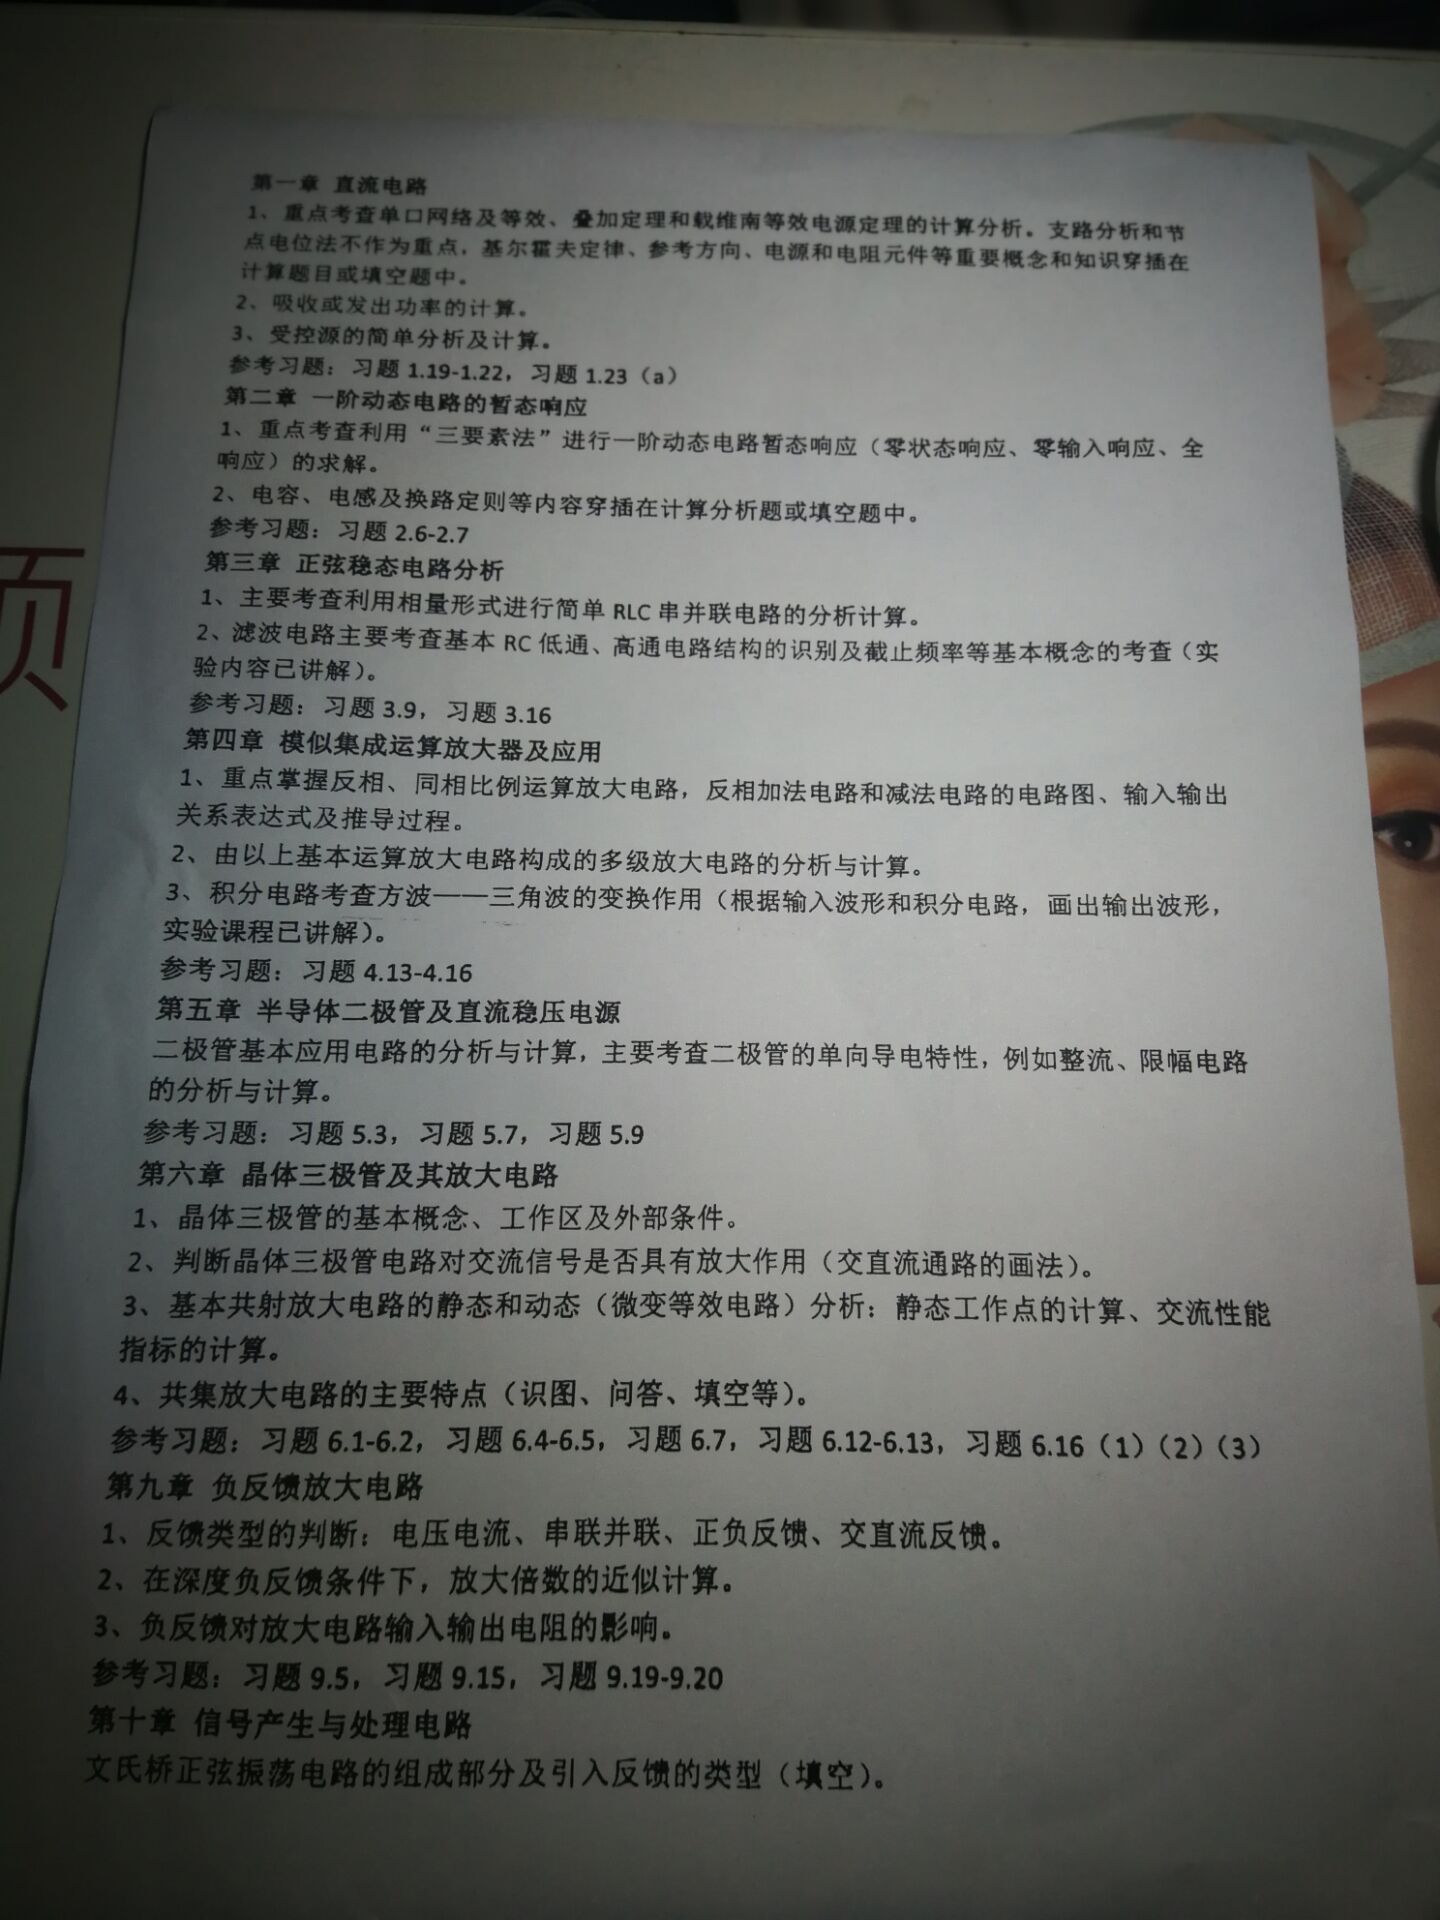 第一章 直流电路
1、重点考查单口网络及等效、叠加定理和载维南等效电源定理的计算分析。支路分析和节
点电位法不作为重点，基尔霍夫定律、参考方向、电源和电阻元件等重要概念和知识穿插在
计算题目或填空题中。
2、吸收或发出功率的计算。
3、受控源的简单分析及计算。
参考习题：习题 1.19-1.22，习题 1.23（a）
第二章 一阶动态电路的暂态响应
1、重点考查利用“三要素法”进行一阶动态电路暂态响应（零状态响应、零输入响应、全
响应）的求解。
2、电容、电感及换路定则等内容穿插在计算分析题或填空题中。
参考习题：习题 2.6-2.7
第三章 正弦稳态电路分析
1、主要考查利用相量形式进行简单 RLC 串并联电路的分析计算。
2、滤波电路主要考查基本 RC 低通、高通电路结构的识别及截止频率等基本概念的考查（实
验内容已讲解）。
参考习题：习题 3.9，习题 3.16
第四章 模似集成运算放大器及应用
1、重点掌握反相、同相比例运算放大电路，反相加法电路和减法电路的电路图、输入输出
关系表达式及推导过程。
2、由以上基本运算放大电路构成的多级放大电路的分析与计算。
3、积分电路考查方波——三角波的变换作用（根据输入波形和积分电路，画出输出波形，
实验课程已讲解）。
参考习题：习题 4.13-4.16
第五章 半导体二极管及直流稳压电源
二极管基本应用电路的分析与计算，主要考查二极管的单向导电特性，例如整流、限幅电路
的分析与计算。
参考习题：习题 5.3，习题 5.7，习题 5.9
第六章 晶体三极管及其放大电路
1、晶体三极管的基本概念、工作区及外部条件。
2、判断晶体三极管电路对交流信号是否具有放大作用（交直流通路的画法）。
3、基本共射放大电路的静态和动态（微变等效电路）分析：静态工作点的计算、交流性能
指标的计算。
4、共集放大电路的主要特点（识图、问答、填空等）。
参考习题：习题 6.1-6.2，习题 6.4-6.5，习题 6.7，习题 6.12-6.13，习题 6.16（1）（2）（3）
第九章 负反馈放大电路
1、反馈类型的判断：电压电流、串联并联、正负反馈、交直流反馈。
2、在深度负反馈条件下，放大倍数的近似计算。
3、负反馈对放大电路输入输出电阻的影响。
参考习题：习题 9.5，习题 9.15，习题 9.19-9.20
第十章 信号产生与处理电路
文氏桥正弦振荡电路的组成部分及引入反馈的类型（填空）。